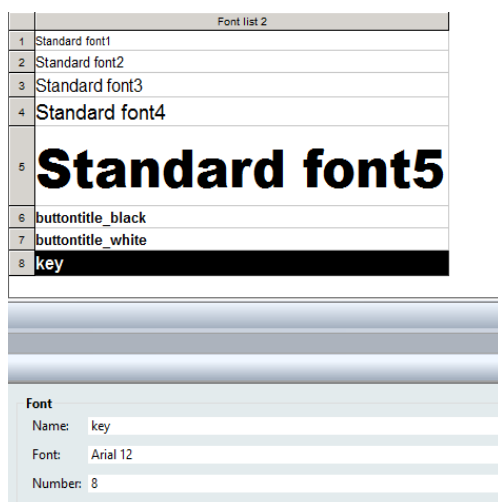 Font list 2
1 Standard font1
2 Standard font2
3 Standard font3
4 Standard font4
5 Standard font5
6 buttontitle_black
7 buttontitle_white
8 key
Font
Name: key
Font: Arial 12
Number: 8